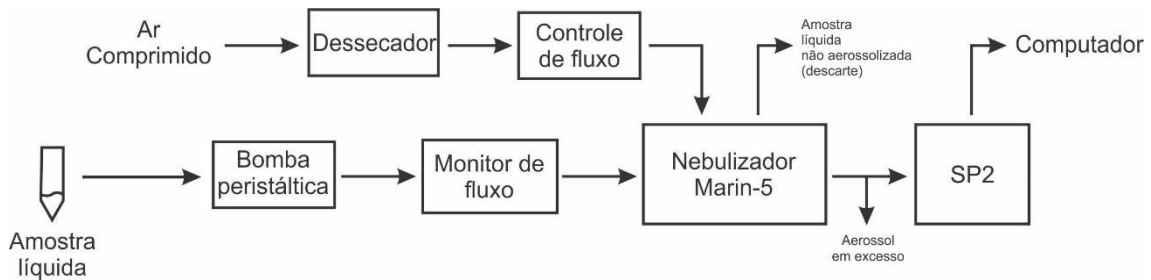 Ar
Comprimido
Dessecador
Controle
de fluxo
Amostra
líquida
não aerossolizada
(descarte)
Computador
Amostra
líquida
Bomba
peristáltica
Monitor de
fluxo
Nebulizador
Marin-5
Aerossol
em excesso
SP2